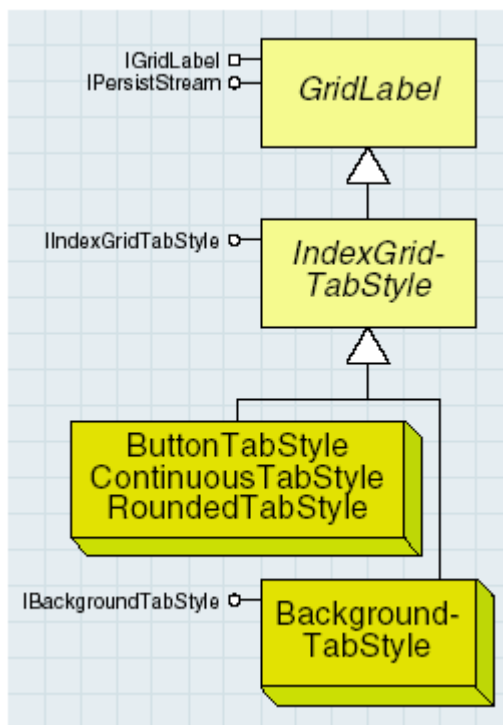 IGridLabel
IPersistStream
GridLabel
IIndexGridTabStyle
IndexGrid-
TabStyle
ButtonTabStyle
ContinuousTabStyle
RoundedTabStyle
IBackgroundTabStyle
Background-
TabStyle